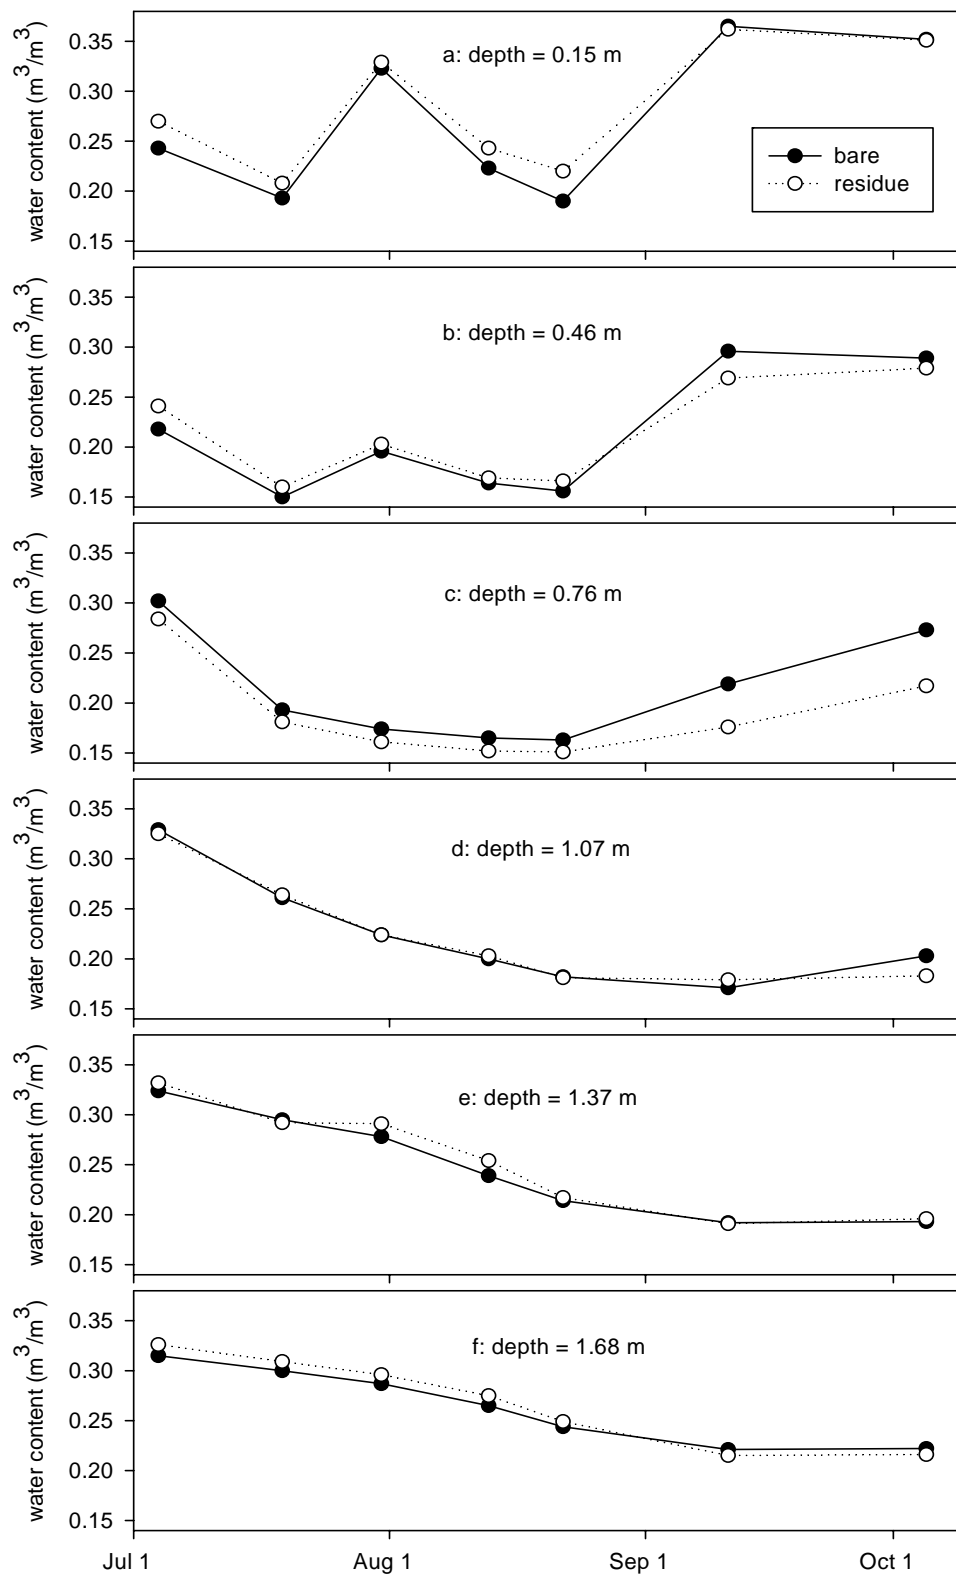 water content (m3/m3)
0.35
0.30
0.25
0.20
0.15
a: depth = 0.15 m
bare
residue
water content (m3/m3)
0.35
0.30
0.25
0.20
0.15
b: depth = 0.46 m
water content (m3/m3)
0.35
0.30
0.25
0.20
0.15
c: depth = 0.76 m
water content (m3/m3)
0.35
0.30
0.25
0.20
0.15
d: depth = 1.07 m
water content (m3/m3)
0.35
0.30
0.25
0.20
0.15
e: depth = 1.37 m
water content (m3/m3)
0.35
0.30
0.25
0.20
0.15
f: depth = 1.68 m
Jul 1 Aug 1 Sep 1 Oct 1